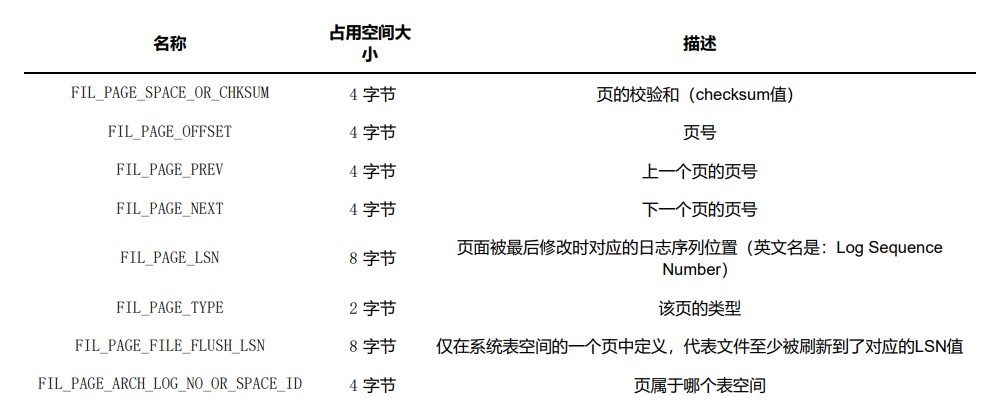 名称 占用空间大小 描述
FIL_PAGE_SPACE_OR_CHKSUM 4 字节 页的校验和（checksum值）
FIL_PAGE_OFFSET 4 字节 页号
FIL_PAGE_PREV 4 字节 上一个页的页号
FIL_PAGE_NEXT 4 字节 下一个页的页号
FIL_PAGE_LSN 8 字节 页面被最后修改时对应的日志序列位置（英文名是：Log Sequence
Number）
FIL_PAGE_TYPE 2 字节 该页的类型
FIL_PAGE_FILE_FLUSH_LSN 8 字节 仅在系统表空间的一个页中定义，代表文件至少被刷新到了对应的LSN值
FIL_PAGE_ARCH_LOG_NO_OR_SPACE_ID 4 字节 页属于哪个表空间